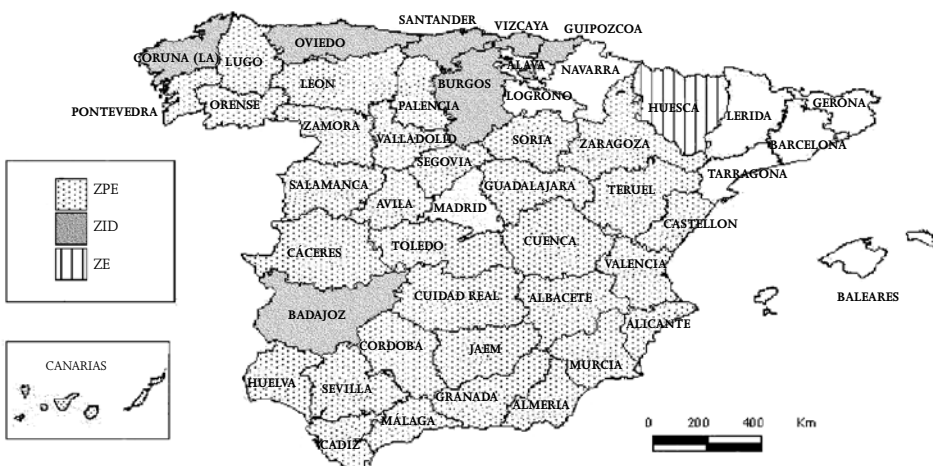 SANTANDER
VIZCAYA
GUIPOZCOA
OVIEDO
CORUNA (LA)
LUGO
ALAVA
NAVARRA
LEON
BURGOS
PALENCIA
LOGROÑO
HUESCA
GERONA
PONTEVEDRA
ORENSE
LERIDA
ZAMORA
VALLADOLID
SORIA
ZARAGOZA
BARCELONA
SEGOVIA
TARRAGONA
ZPE
SALAMANCA
GUADALAJARA
TERUEL
AVILA
MADRID
ZID
CASTELLON
CÁCERES
TOLEDO
CUENCA
ZE
VALENCIA
CUIDAD REAL
ALBACETE
BALEARES
BADAJOZ
ALICANTE
CORDOBA
JAEM
CANARIAS
MURCIA
HUELVA
SEVILLA
GRANADA
ALMERIA
MÁLAGA
CADIZ
0 200 400 Km